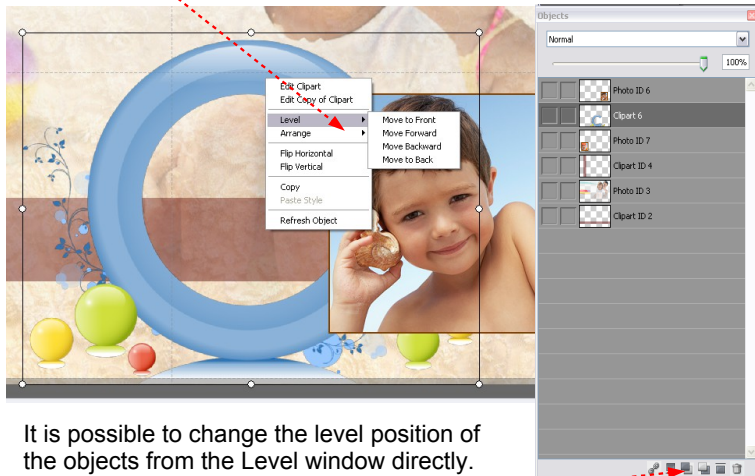 Edit Clipart
Edit Copy of Clipart
Level
Arrange
Flip Horizontal
Flip Vertical
Copy
Paste Style
Refresh Object
Move to Front
Move Forward
Move Backward
Move to Back
Objects
Normal
100%
Photo ID 6
Clipart 6
Photo ID 7
Clipart ID 4
Photo ID 3
Clipart ID 2
It is possible to change the level position of
the objects from the Level window directly.